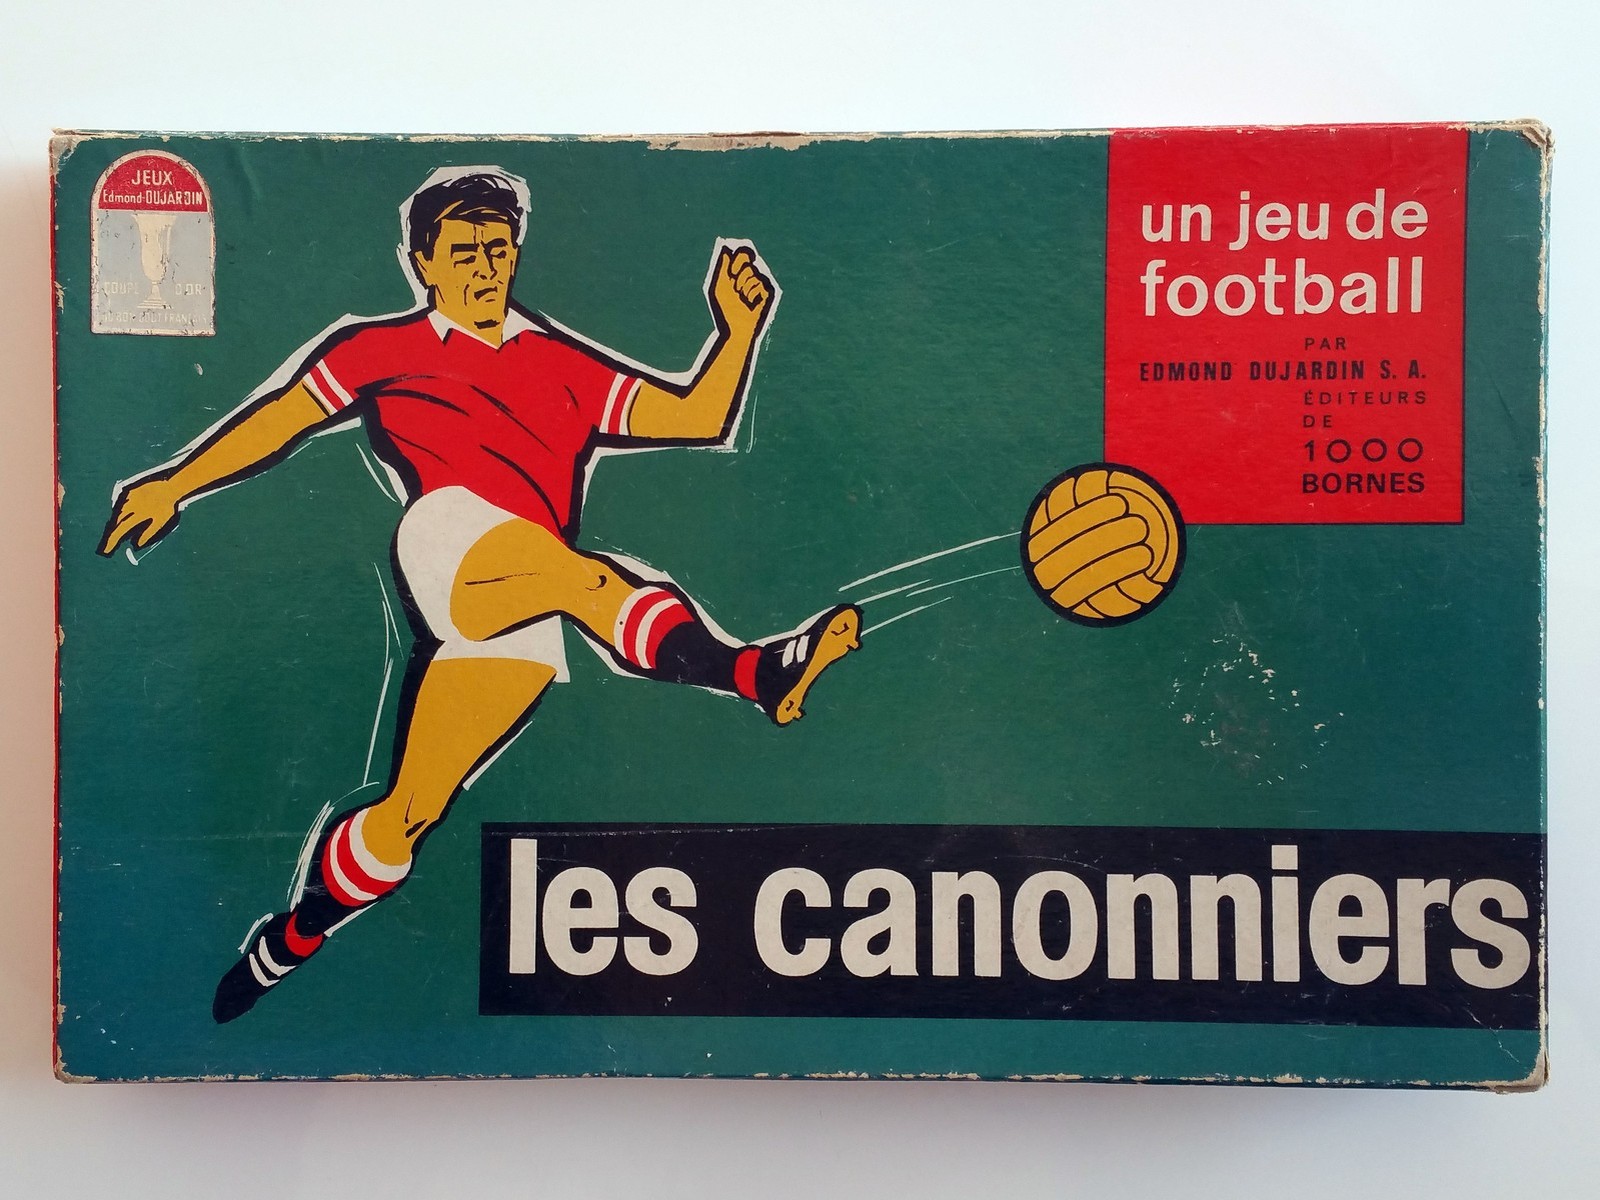 JEUX
Edmond-DUJARDIN
COUPE D'OR
un jeu de
football
PAR
EDMOND DUJARDIN S. A.
ÉDITEURS
DE
1000
BORNES
les canonniers